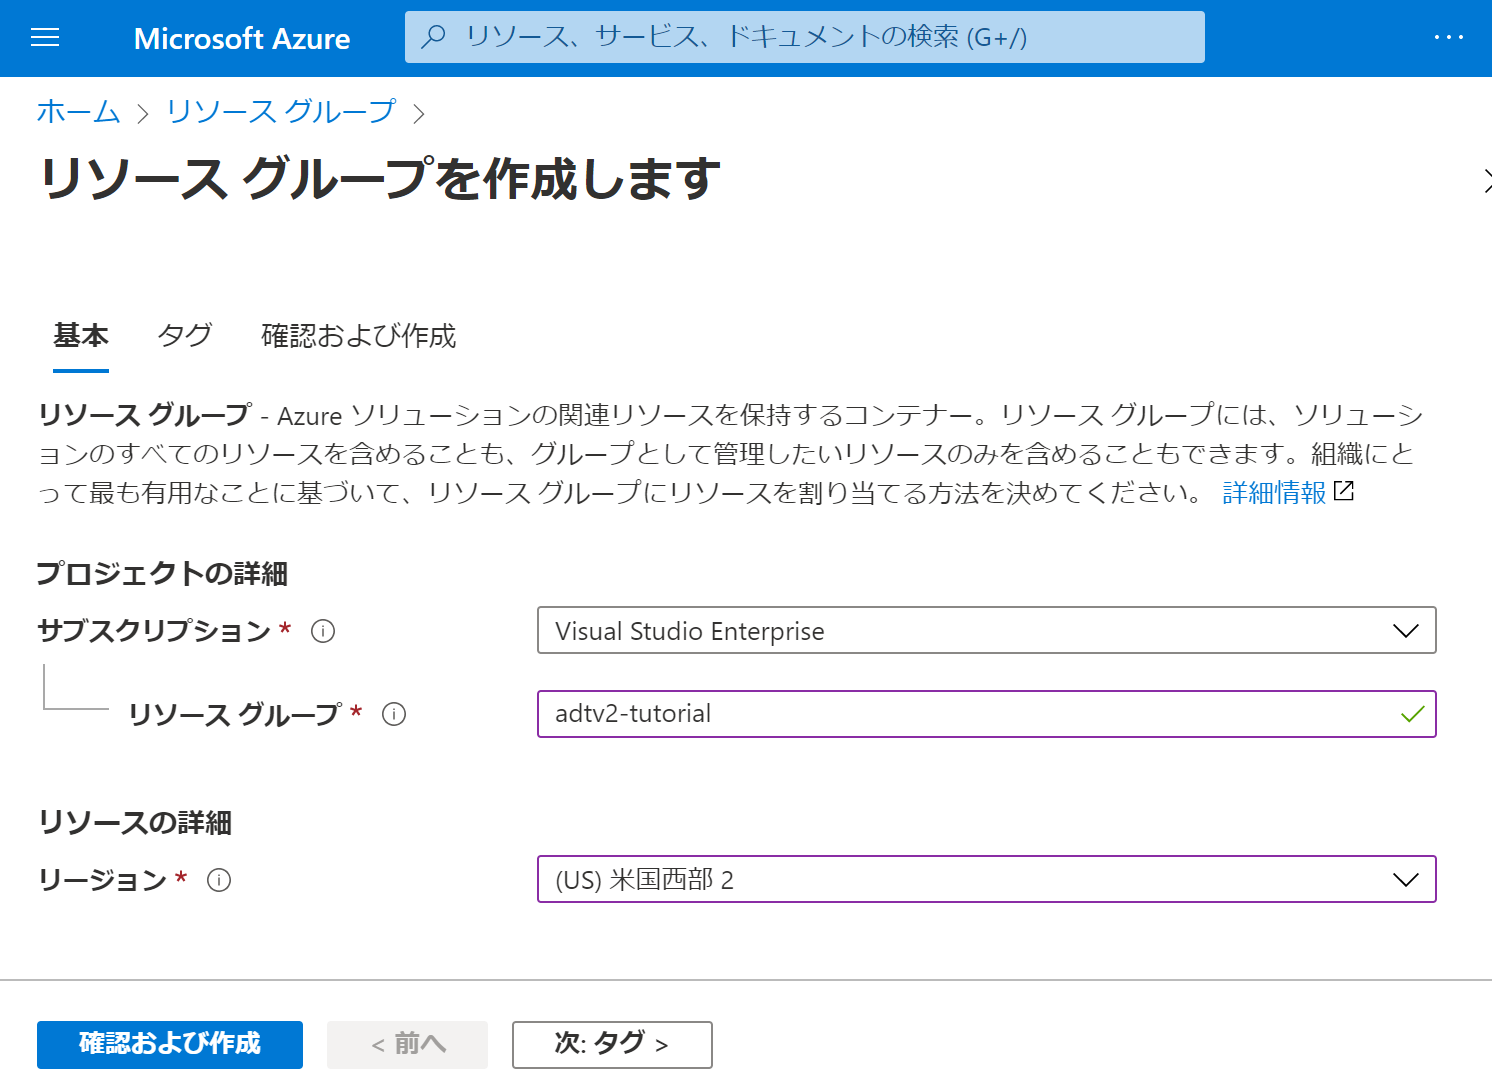 Microsoft Azure
リソース、サービス、ドキュメントの検索 (G+/)
ホーム > リソース グループ >
リソース グループを作成します
基本 タグ 確認および作成
リソース グループ - Azure ソリューションの関連リソースを保持するコンテナー。リソース グループには、ソリューシ
ョンのすべてのリソースを含めることも、グループとして管理したいリソースのみを含めることもできます。組織にと
って最も有用なことに基づいて、リソース グループにリソースを割り当てる方法を決めてください。 詳細情報
プロジェクトの詳細
サブスクリプション *
Visual Studio Enterprise
リソース グループ *
adtv2-tutorial
リソースの詳細
リージョン *
(US) 米国西部 2
確認および作成
< 前へ
次: タグ >